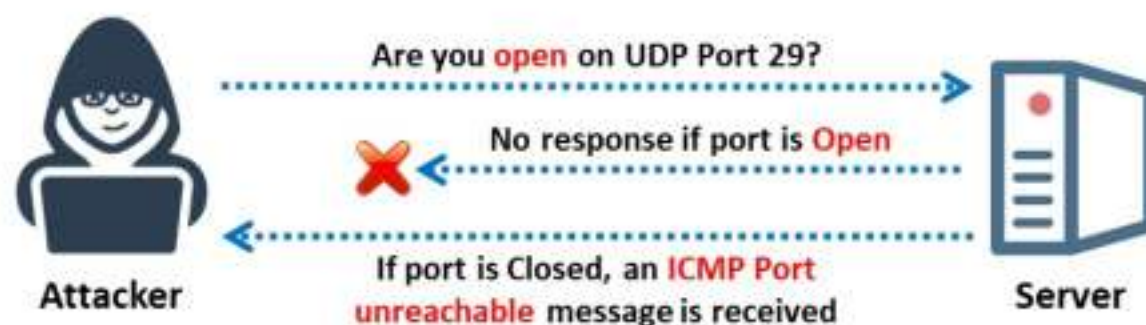 Are you open on UDP Port 29?
No response if port is Open
If port is Closed, an ICMP Port
unreachable message is received
Attacker
Server